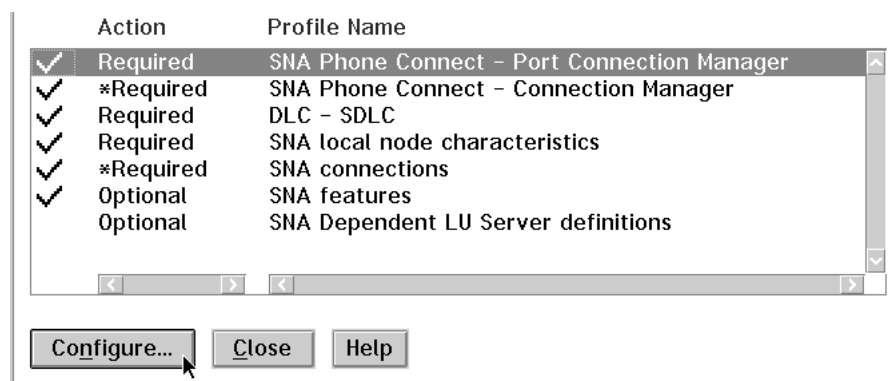 Action Profile Name
Required SNA Phone Connect - Port Connection Manager
*Required SNA Phone Connect - Connection Manager
Required DLC - SDLC
Required SNA local node characteristics
*Required SNA connections
Optional SNA features
Optional SNA Dependent LU Server definitions
Configure... Close Help